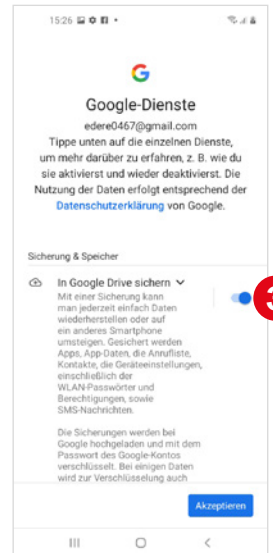 15:26
Google-Dienste
edere0467@gmail.com
Tippe unten auf die einzelnen Dienste,
um mehr darüber zu erfahren, z. B. wie du
sie aktivierst und wieder deaktivierst. Die
Nutzung der Daten erfolgt entsprechend der
Datenschutzerklärung von Google.
Sicherung & Speicher
In Google Drive sichern
Mit einer Sicherung kann
man jederzeit einfach Daten
wiederherstellen oder auf
ein anderes Smartphone
umsteigen. Gesichert werden
Apps, App-Daten, die Anrufliste,
Kontakte, die Geräteeinstellungen,
einschließlich der
WLAN-Passwörter und
Berechtigungen, sowie
SMS-Nachrichten.
3
Die Sicherungen werden bei
Google hochgeladen und mit dem
Passwort des Google-Kontos
verschlüsselt. Bei einigen Daten
wird zur Verschlüsselung auch
Akzeptieren